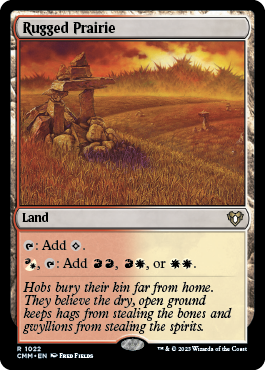 Rugged Prairie
Land
: Add .
, : Add , , or .
Hobs bury their kin far from home.
They believe the dry, open ground
keeps hags from stealing the bones and
gwyllions from stealing the spirits.
R 1022
CMM • EN FRED FIELDS
™ & © 2023 Wizards of the Coast